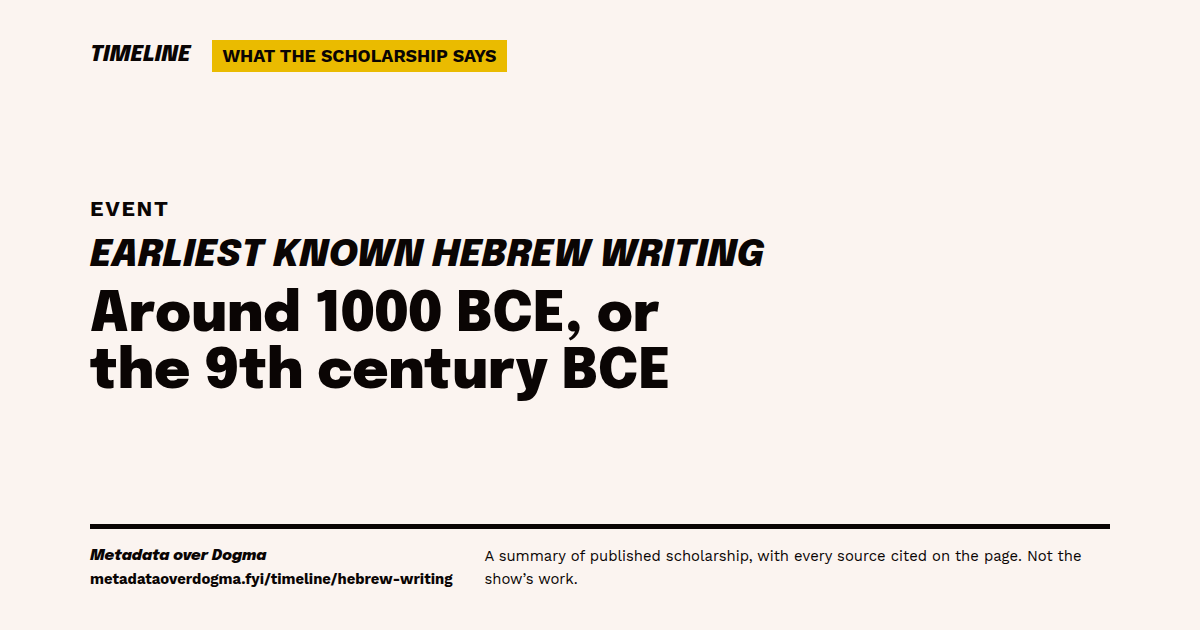 TIMELINE
WHAT THE SCHOLARSHIP SAYS
EVENT
EARLIEST KNOWN HEBREW WRITING
Around 1000 BCE, or
the 9th century BCE
Metadata over Dogma
metadataoverdogma.fyi/timeline/hebrew-writing
A summary of published scholarship, with every source cited on the page. Not the
show’s work.